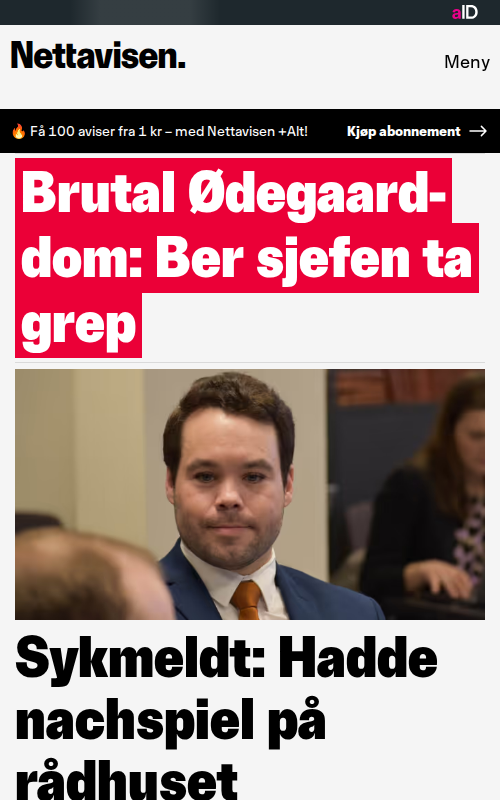 aID
Nettavisen.
Meny
🔥 Få 100 aviser fra 1 kr – med Nettavisen +Alt!
Kjøp abonnement →
Brutal Ødegaard-
dom: Ber sjefen ta
grep
Sykmeldt: Hadde
nachspiel på
rådhuset